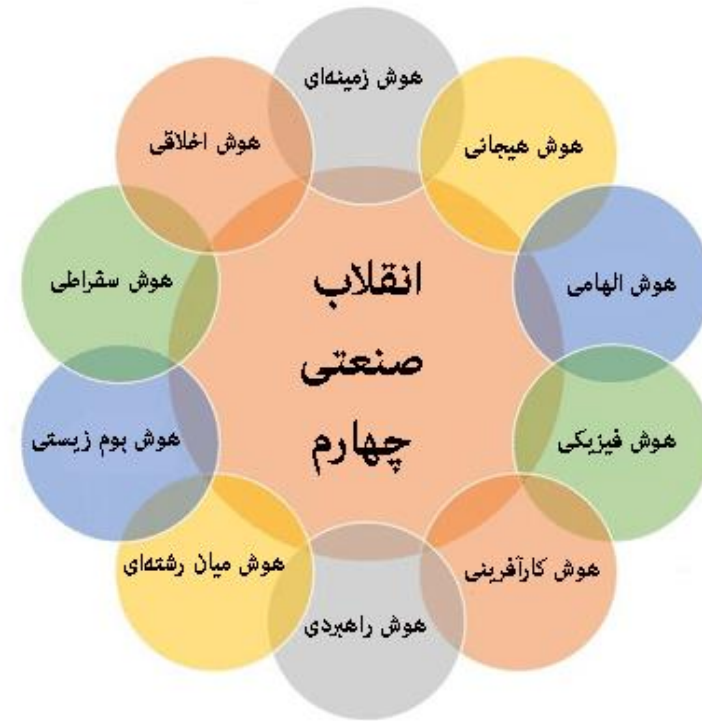 هوش زمینه‌ای
هوش هیجانی
هوش الهامی
هوش فیزیکی
هوش کارآفرینی
هوش راهبردی
هوش میان رشته‌ای
هوش بوم زیستی
هوش سقراطی
هوش اخلاقی
انقلاب
صنعتی
چهارم